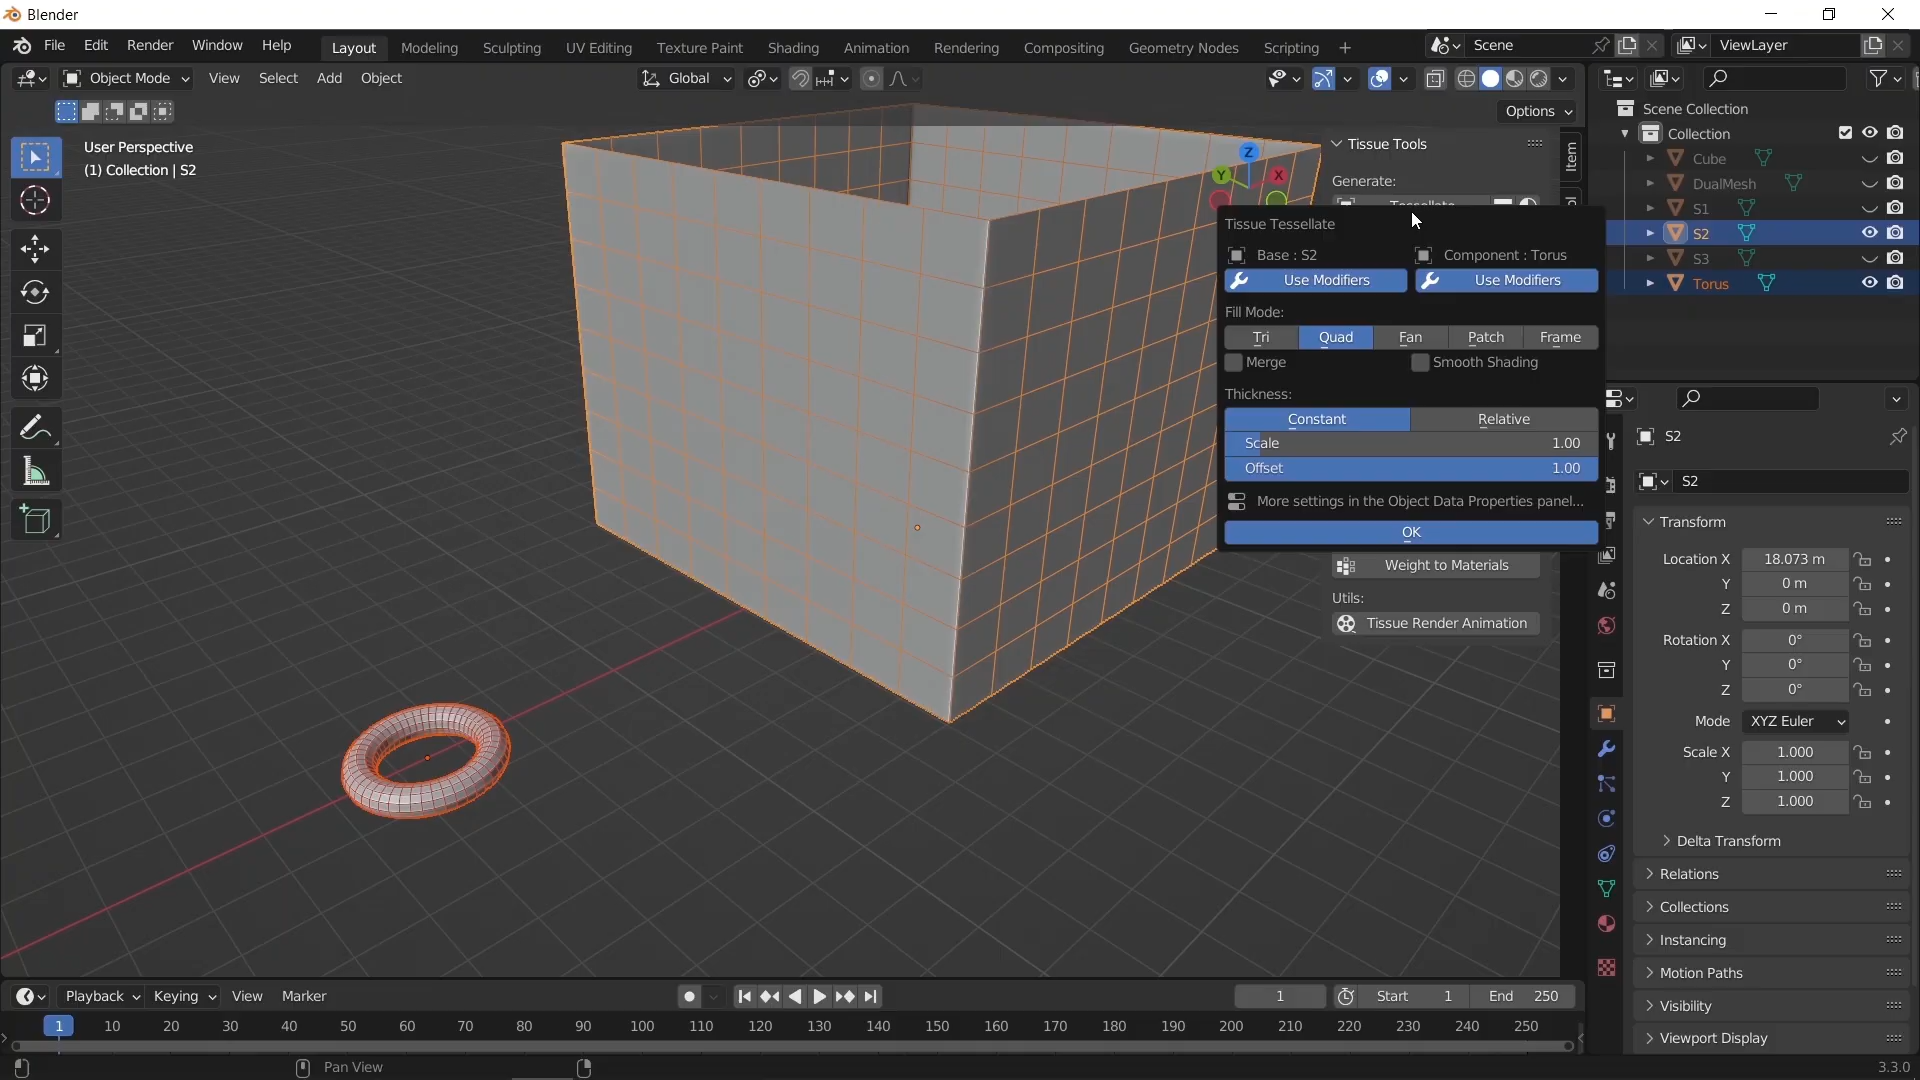 Blender
File Edit Render Window Help Layout Modeling Sculpting UV Editing Texture Paint Shading Animation Rendering Compositing Geometry Nodes Scripting + Scene ViewLayer
Object Mode View Select Add Object Global
Options
User Perspective
(1) Collection | S2
Z
Y
X
Tissue Tools
Generate:
Tessellate
Item
Tissue Tessellate
Base : S2 Component : Torus
Use Modifiers Use Modifiers
Fill Mode:
Tri Quad Fan Patch Frame
Merge Smooth Shading
Thickness:
Constant Relative
Scale 1.00
Offset 1.00
More settings in the Object Data Properties panel...
OK
Weight to Materials
Utils:
Tissue Render Animation
Scene Collection
Collection
Cube
DualMesh
S1
S2
S3
Torus
S2
S2
Transform
Location X 18.073 m
Y 0 m
Z 0 m
Rotation X 0°
Y 0°
Z 0°
Mode XYZ Euler
Scale X 1.000
Y 1.000
Z 1.000
Delta Transform
Relations
Collections
Instancing
Motion Paths
Visibility
Viewport Display
Playback Keying View Marker 1 Start 1 End 250
1 10 20 30 40 50 60 70 80 90 100 110 120 130 140 150 160 170 180 190 200 210 220 230 240 250
Pan View
3.3.0